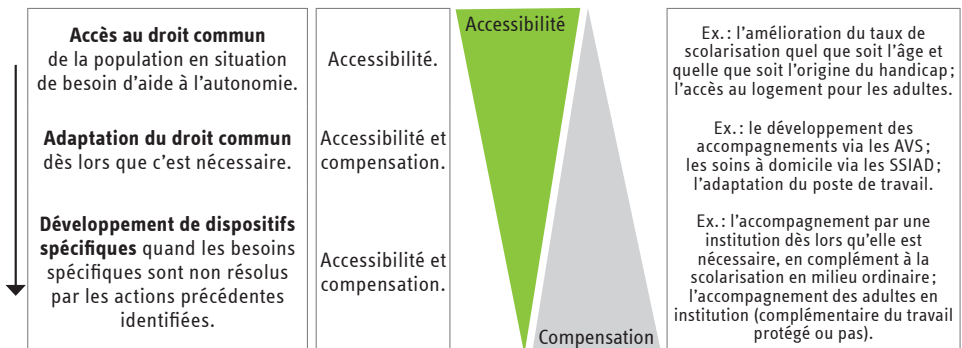 Accès au droit commun
de la population en situation
de besoin d'aide à l'autonomie.
Accessibilité.
Accessibilité
Ex. : l'amélioration du taux de
scolarisation quel que soit l'âge et
quelle que soit l'origine du handicap ;
l'accès au logement pour les adultes.
Adaptation du droit commun
dès lors que c'est nécessaire.
Accessibilité et
compensation.
Ex. : le développement des
accompagnements via les AVS ;
les soins à domicile via les SSIAD ;
l'adaptation du poste de travail.
Développement de dispositifs
spécifiques quand les besoins
spécifiques sont non résolus
par les actions précédentes
identifiées.
Accessibilité et
compensation.
Compensation
Ex. : l'accompagnement par une
institution dès lors qu'elle est
nécessaire, en complément à la
scolarisation en milieu ordinaire ;
l'accompagnement des adultes en
institution (complémentaire du travail
protégé ou pas).